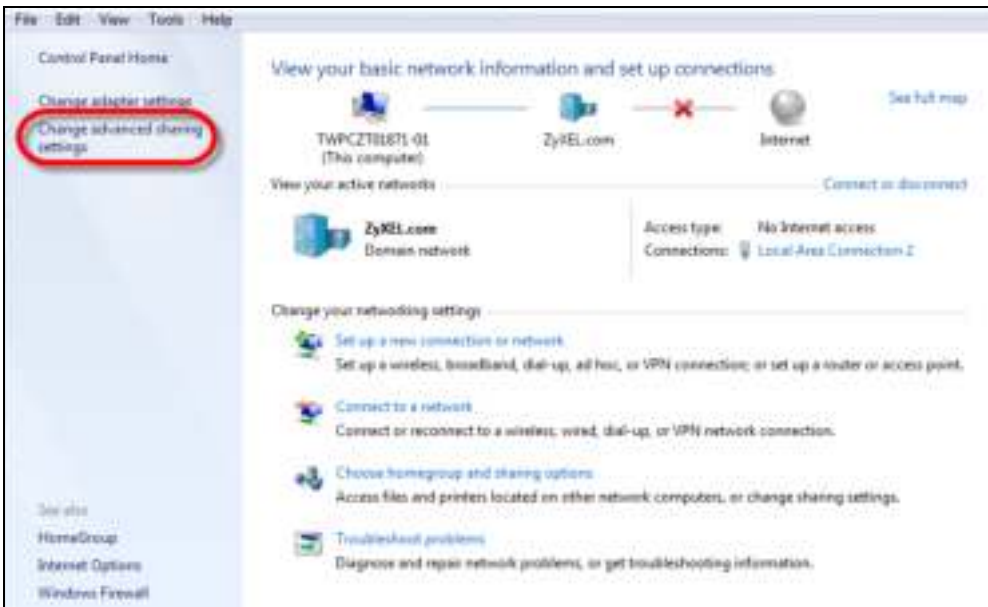 File Edit View Tools Help
Control Panel Home
Change adapter settings
Change advanced sharing
settings
See also
HomeGroup
Internet Options
Windows Firewall
View your basic network information and set up connections
See full map
ZyXEL.com
Internet
(This computer)
View your active networks
Connect or disconnect
ZyXEL.com
Domain network
Access type: No Internet access
Connections: Local Area Connection 2
Change your networking settings
Set up a new connection or network
Set up a wireless, broadband, dial-up, ad hoc, or VPN connection; or set up a router or access point.
Connect to a network
Connect or reconnect to a wireless, wired, dial-up, or VPN network connection.
Choose homegroup and sharing options
Access files and printers located on other network computers, or change sharing settings.
Troubleshoot problems
Diagnose and repair network problems, or get troubleshooting information.